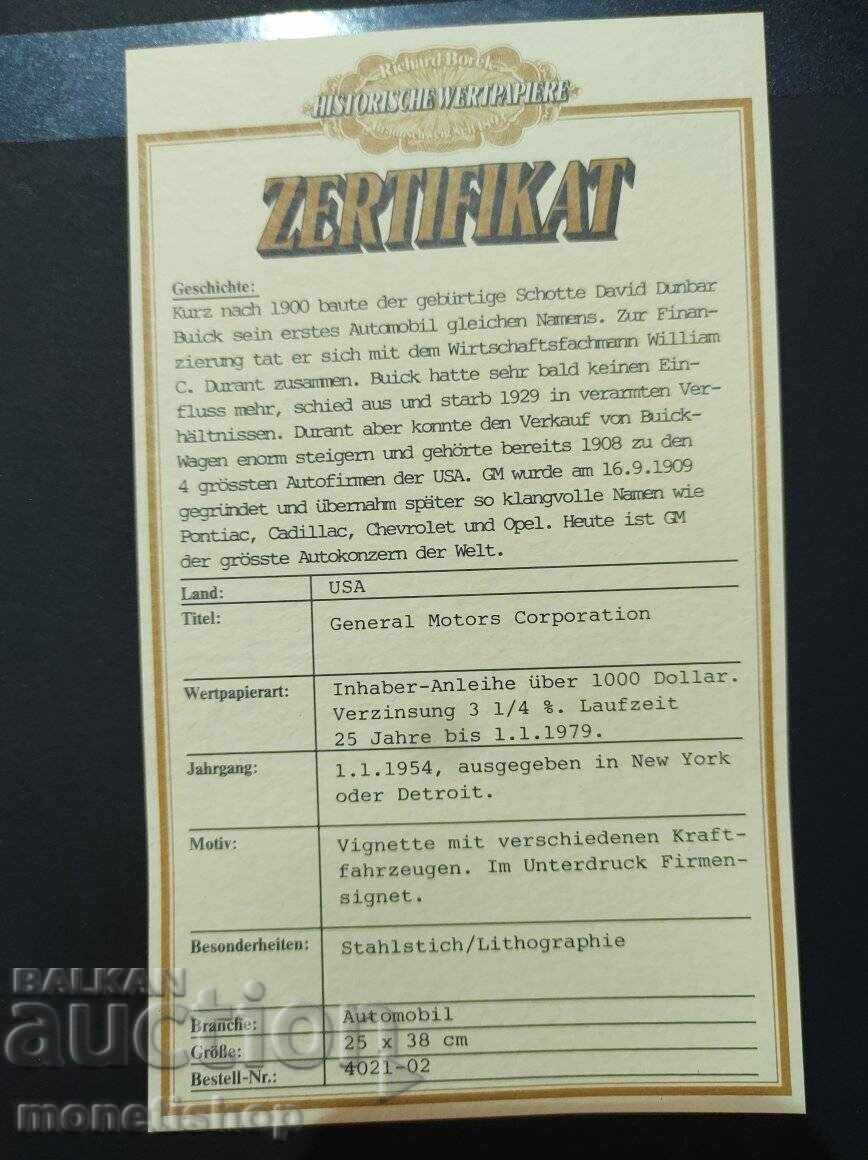 Richard Borek
HISTORISCHE WERTPAPIERE
ZERTIFIKAT
Geschichte:
Kurz nach 1900 baute der gebürtige Schotte David Dunbar
Buick sein erstes Automobil gleichen Namens. Zur Finan-
zierung tat er sich mit dem Wirtschaftsfachmann William
C. Durant zusammen. Buick hatte sehr bald keinen Ein-
fluss mehr, schied aus und starb 1929 in verarmten Ver-
hältnissen. Durant aber konnte den Verkauf von Buick-
Wagen enorm steigern und gehörte bereits 1908 zu den
4 grössten Autofirmen der USA. GM wurde am 16.9.1909
gegründet und übernahm später so klangvolle Namen wie
Pontiac, Cadillac, Chevrolet und Opel. Heute ist GM
der grösste Autokonzern der Welt.
Land: USA
Titel: General Motors Corporation
Wertpapierart: Inhaber-Anleihe über 1000 Dollar.
Verzinsung 3 1/4 %. Laufzeit
25 Jahre bis 1.1.1979.
Jahrgang: 1.1.1954, ausgegeben in New York
oder Detroit.
Motiv: Vignette mit verschiedenen Kraft-
fahrzeugen. Im Unterdruck Firmen-
signet.
Besonderheiten: Stahlstich/Lithographie
Branche: Automobil
Größe: 25 x 38 cm
Bestell-Nr.: 4021-02
BALKAN
auction
monetishop